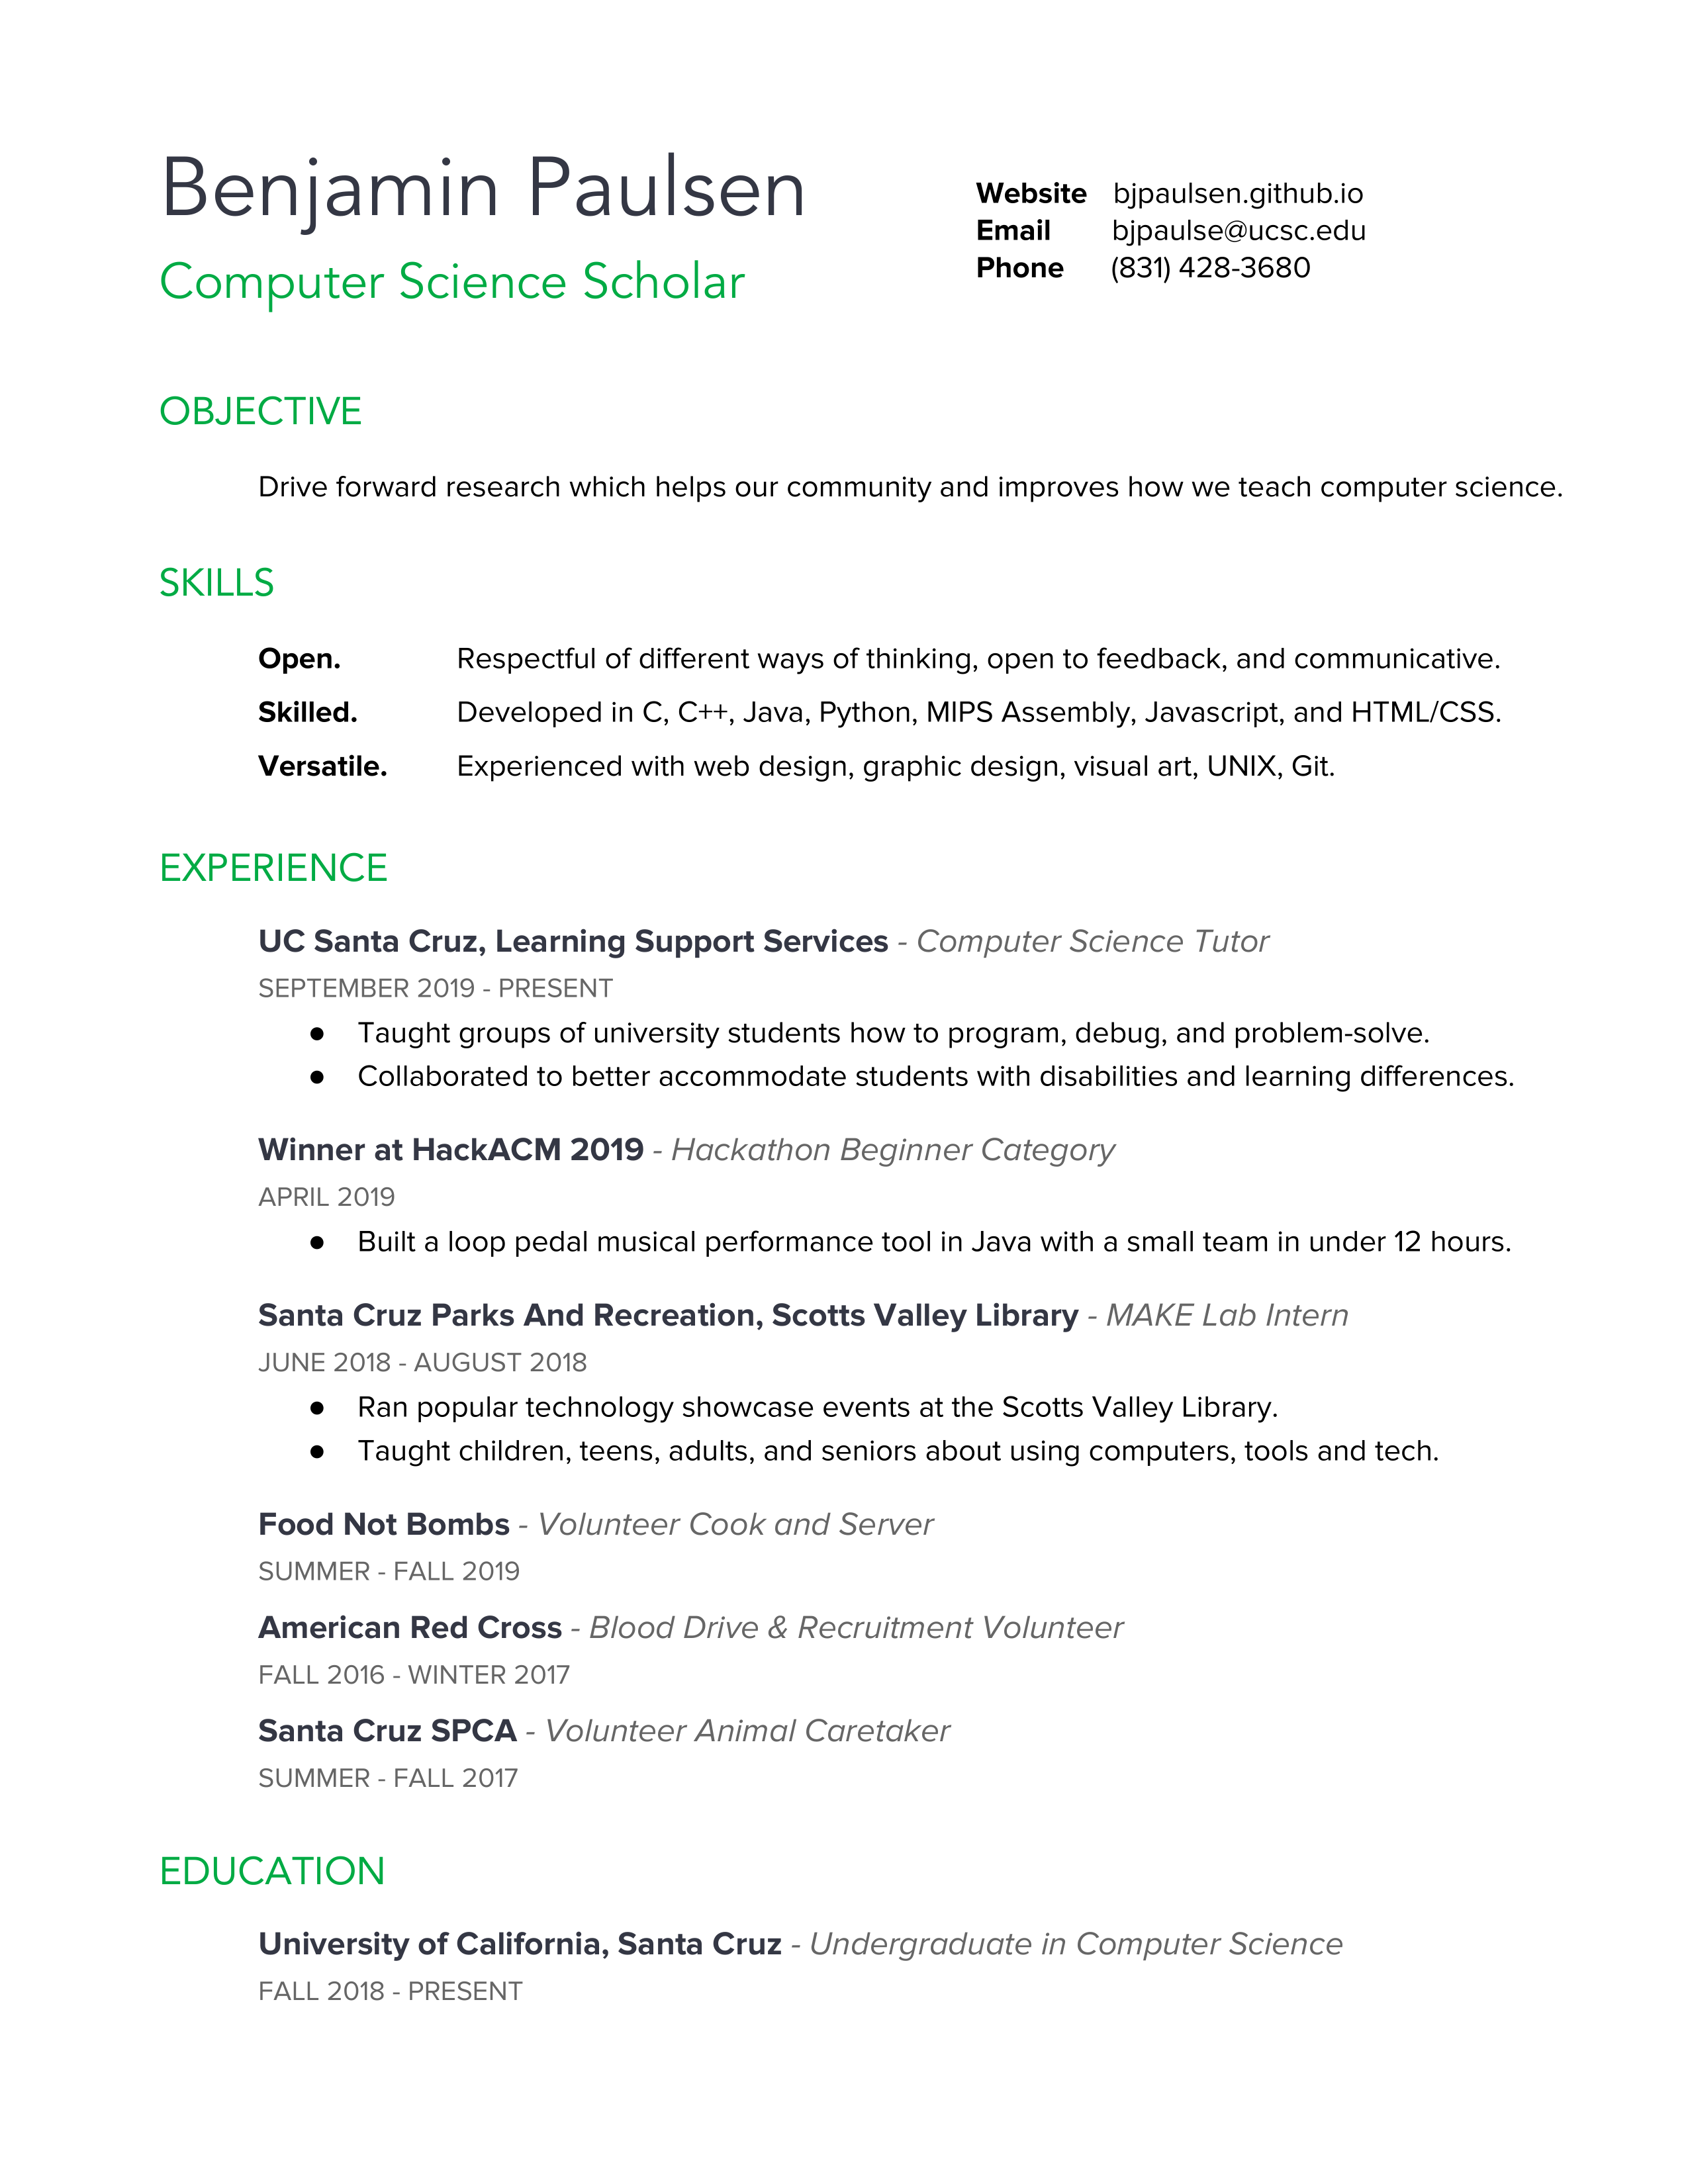 Benjamin Paulsen
Computer Science Scholar
Website bjpaulsen.github.io
Email bjpaulse@ucsc.edu
Phone (831) 428-3680
OBJECTIVE
Drive forward research which helps our community and improves how we teach computer science.
SKILLS
Open. Respectful of different ways of thinking, open to feedback, and communicative.
Skilled. Developed in C, C++, Java, Python, MIPS Assembly, Javascript, and HTML/CSS.
Versatile. Experienced with web design, graphic design, visual art, UNIX, Git.
EXPERIENCE
UC Santa Cruz, Learning Support Services - Computer Science Tutor
SEPTEMBER 2019 - PRESENT
● Taught groups of university students how to program, debug, and problem-solve.
● Collaborated to better accommodate students with disabilities and learning differences.
Winner at HackACM 2019 - Hackathon Beginner Category
APRIL 2019
● Built a loop pedal musical performance tool in Java with a small team in under 12 hours.
Santa Cruz Parks And Recreation, Scotts Valley Library - MAKE Lab Intern
JUNE 2018 - AUGUST 2018
● Ran popular technology showcase events at the Scotts Valley Library.
● Taught children, teens, adults, and seniors about using computers, tools and tech.
Food Not Bombs - Volunteer Cook and Server
SUMMER - FALL 2019
American Red Cross - Blood Drive & Recruitment Volunteer
FALL 2016 - WINTER 2017
Santa Cruz SPCA - Volunteer Animal Caretaker
SUMMER - FALL 2017
EDUCATION
University of California, Santa Cruz - Undergraduate in Computer Science
FALL 2018 - PRESENT